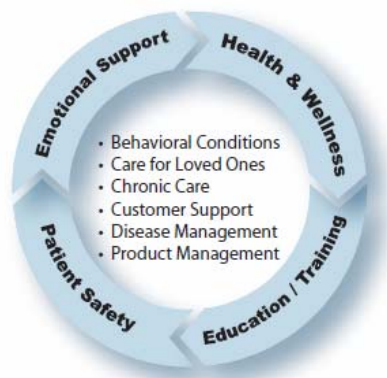 Emotional Support
Health & Wellness
• Behavioral Conditions
• Care for Loved Ones
• Chronic Care
• Customer Support
• Disease Management
• Product Management
Patient Safety
Education / Training